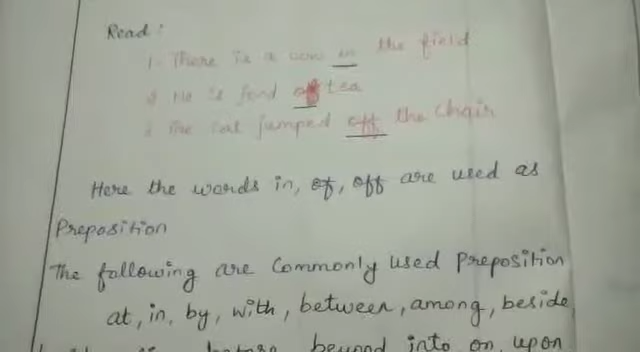 Read:
1. There is a cow in the field
2 He is fond of tea
3 The cat jumped off the chair
Here the words in, of, off are used as
Preposition
The following are Commonly used Preposition
at, in, by, with, between, among, beside,
beyond into on, upon